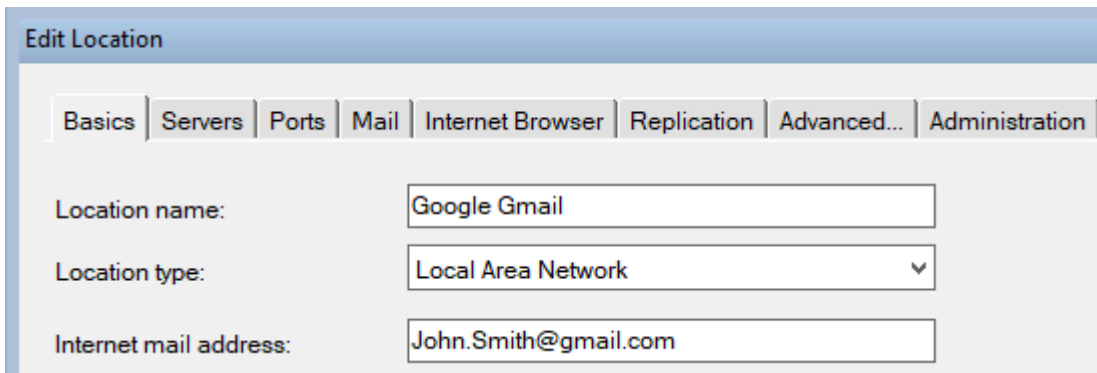 Edit Location
Basics Servers Ports Mail Internet Browser Replication Advanced... Administration
Location name: Google Gmail
Location type: Local Area Network
Internet mail address: John.Smith@gmail.com